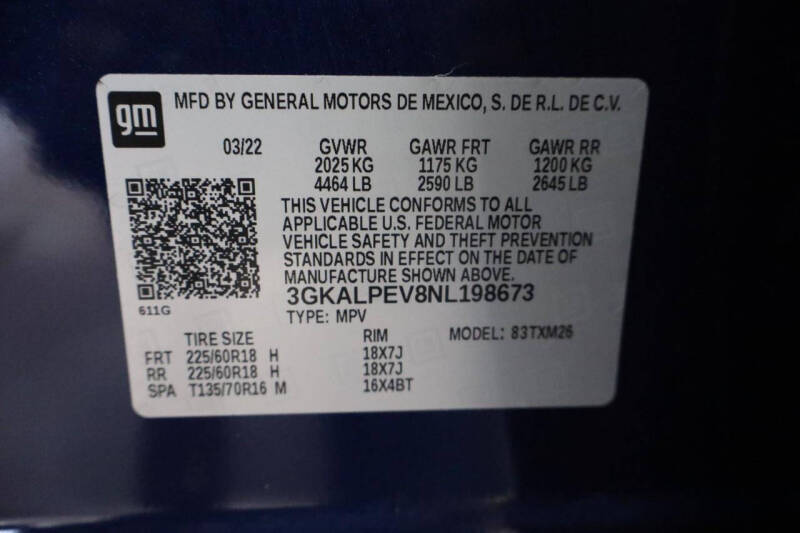 gm MFD BY GENERAL MOTORS DE MEXICO, S. DE R.L. DE C.V.
03/22 GVWR GAWR FRT GAWR RR
2025 KG 1175 KG 1200 KG
4464 LB 2590 LB 2645 LB
THIS VEHICLE CONFORMS TO ALL
APPLICABLE U.S. FEDERAL MOTOR
VEHICLE SAFETY AND THEFT PREVENTION
STANDARDS IN EFFECT ON THE DATE OF
MANUFACTURE SHOWN ABOVE.
3GKALPEV8NL198673
611G
TYPE: MPV
TIRE SIZE RIM MODEL: 83TXM26
FRT 225/60R18 H 18X7J
RR 225/60R18 H 18X7J
SPA T135/70R16 M 16X4BT